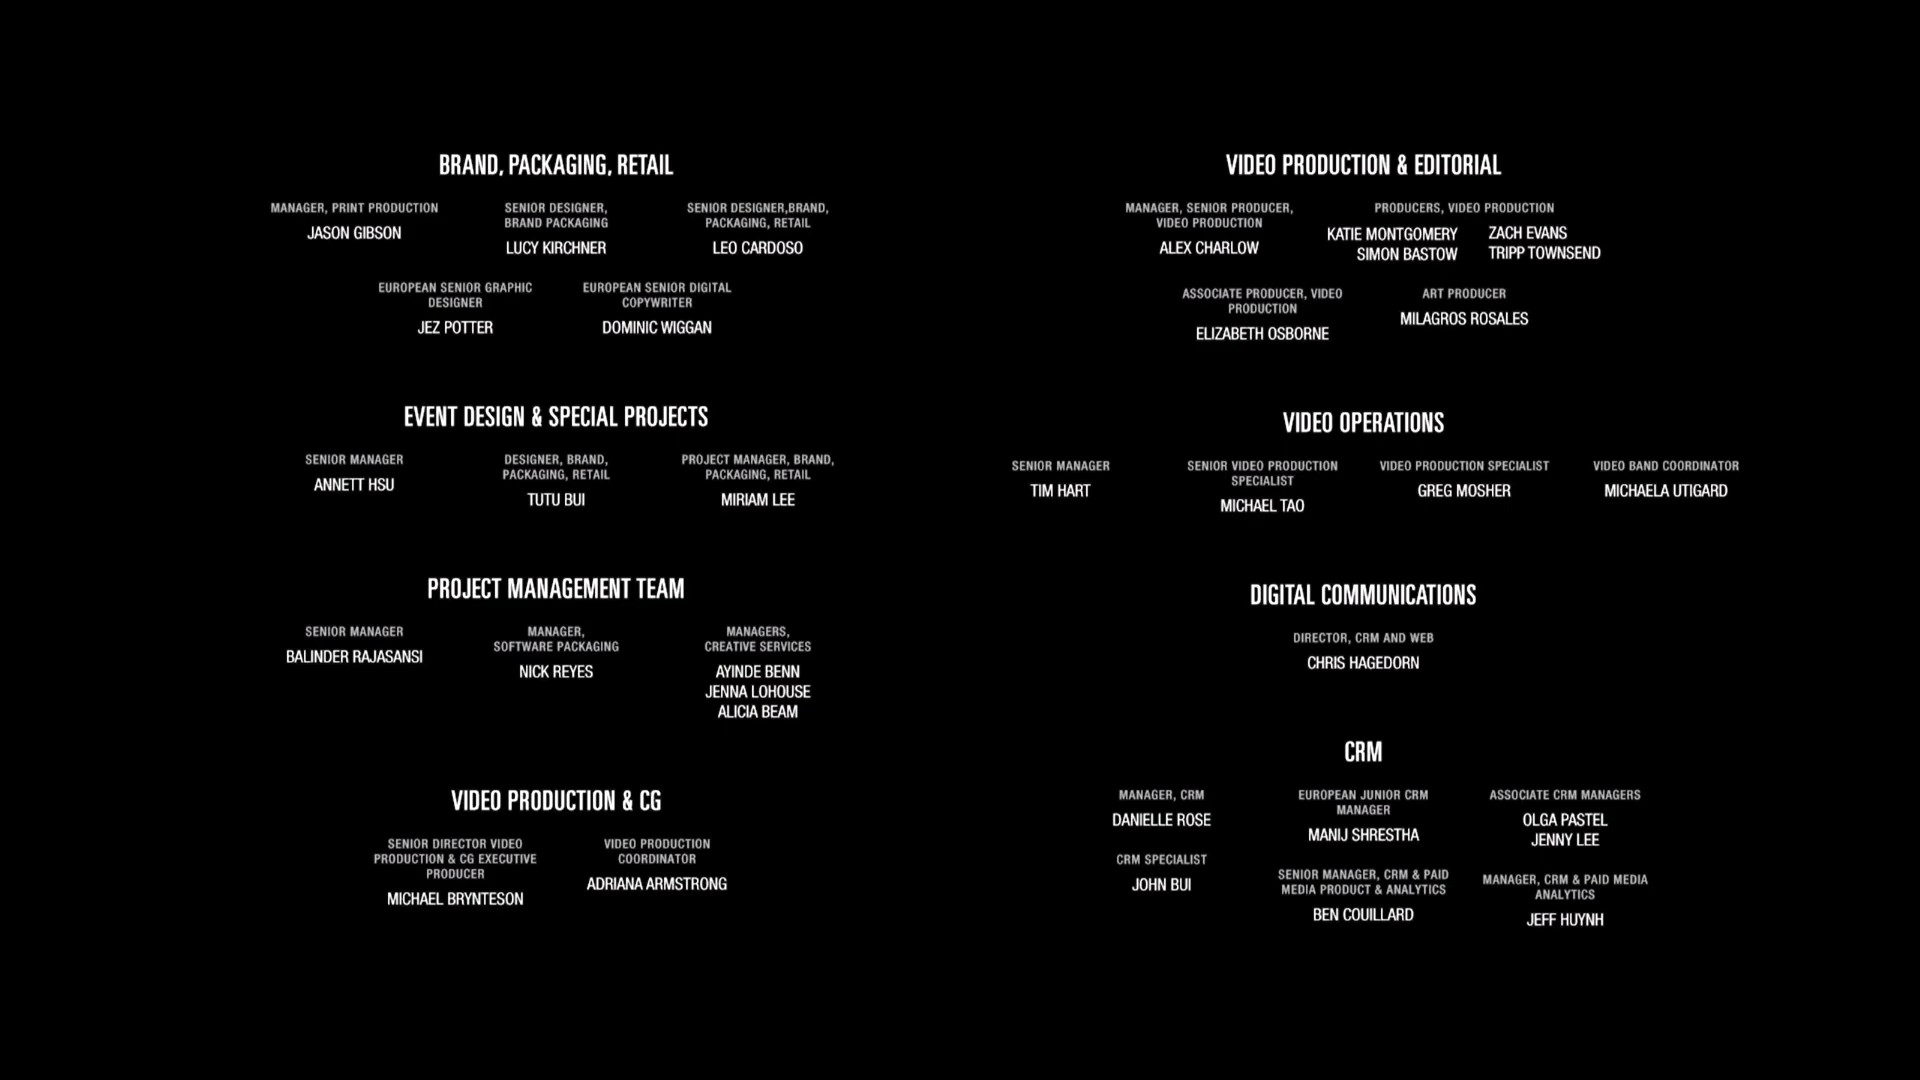 BRAND, PACKAGING, RETAIL
MANAGER, PRINT PRODUCTION
JASON GIBSON
SENIOR DESIGNER,
BRAND PACKAGING
LUCY KIRCHNER
SENIOR DESIGNER,BRAND,
PACKAGING, RETAIL
LEO CARDOSO
EUROPEAN SENIOR GRAPHIC
DESIGNER
JEZ POTTER
EUROPEAN SENIOR DIGITAL
COPYWRITER
DOMINIC WIGGAN
EVENT DESIGN & SPECIAL PROJECTS
SENIOR MANAGER
ANNETT HSU
DESIGNER, BRAND,
PACKAGING, RETAIL
TUTU BUI
PROJECT MANAGER, BRAND,
PACKAGING, RETAIL
MIRIAM LEE
PROJECT MANAGEMENT TEAM
SENIOR MANAGER
BALINDER RAJASANSI
MANAGER,
SOFTWARE PACKAGING
NICK REYES
MANAGERS,
CREATIVE SERVICES
AYINDE BENN
JENNA LOHOUSE
ALICIA BEAM
VIDEO PRODUCTION & CG
SENIOR DIRECTOR VIDEO
PRODUCTION & CG EXECUTIVE
PRODUCER
MICHAEL BRYNTESON
VIDEO PRODUCTION
COORDINATOR
ADRIANA ARMSTRONG
VIDEO PRODUCTION & EDITORIAL
MANAGER, SENIOR PRODUCER,
VIDEO PRODUCTION
ALEX CHARLOW
PRODUCERS, VIDEO PRODUCTION
KATIE MONTGOMERY
SIMON BASTOW
ZACH EVANS
TRIPP TOWNSEND
ASSOCIATE PRODUCER, VIDEO
PRODUCTION
ELIZABETH OSBORNE
ART PRODUCER
MILAGROS ROSALES
VIDEO OPERATIONS
SENIOR MANAGER
TIM HART
SENIOR VIDEO PRODUCTION
SPECIALIST
MICHAEL TAO
VIDEO PRODUCTION SPECIALIST
GREG MOSHER
VIDEO BAND COORDINATOR
MICHAELA UTIGARD
DIGITAL COMMUNICATIONS
DIRECTOR, CRM AND WEB
CHRIS HAGEDORN
CRM
MANAGER, CRM
DANIELLE ROSE
EUROPEAN JUNIOR CRM
MANAGER
MANIJ SHRESTHA
ASSOCIATE CRM MANAGERS
OLGA PASTEL
JENNY LEE
CRM SPECIALIST
JOHN BUI
SENIOR MANAGER, CRM & PAID
MEDIA PRODUCT & ANALYTICS
BEN COUILLARD
MANAGER, CRM & PAID MEDIA
ANALYTICS
JEFF HUYNH